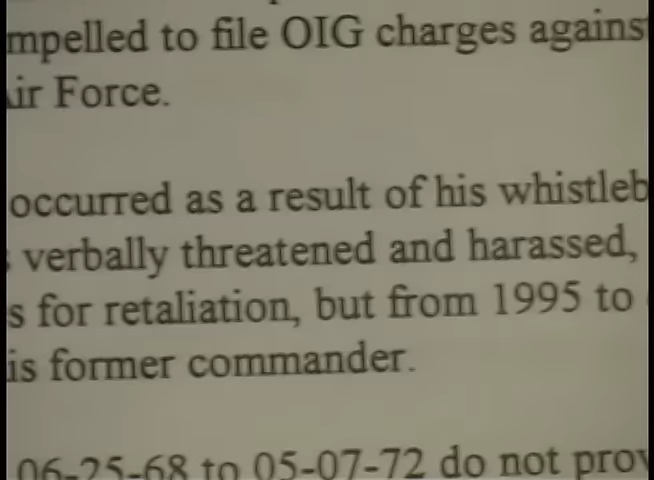 mpelled to file OIG charges agains
ir Force.
occurred as a result of his whistleb
verbally threatened and harassed,
s for retaliation, but from 1995 to
is former commander.
06-25-68 to 05-07-72 do not prov